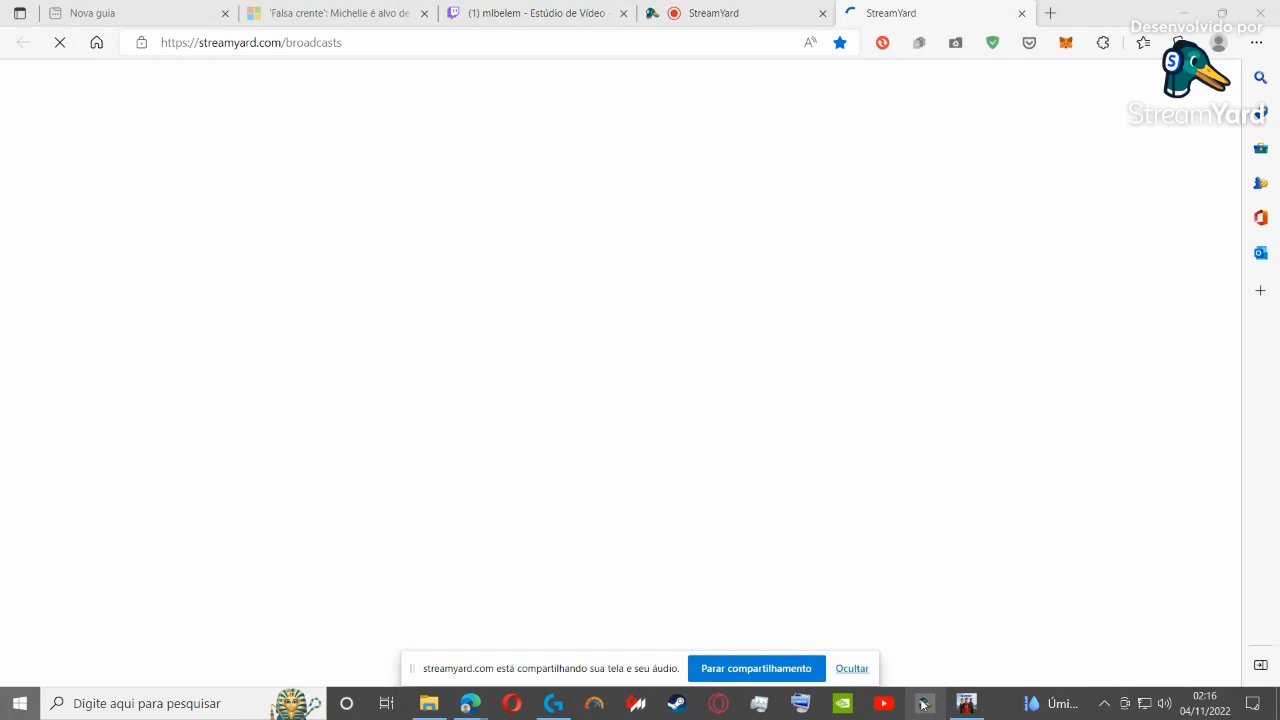 Nova guia
'Falsa crente': Michelle é alvo de
(1) mlbelem - Estúdio de Vídeo
StreamYard
StreamYard
Desenvolvido por
https://streamyard.com/broadcasts
StreamYard
streamyard.com está compartilhando sua tela e seu áudio.
Parar compartilhamento
Ocultar
Digite aqui para pesquisar
Úmi...
02:16
04/11/2022